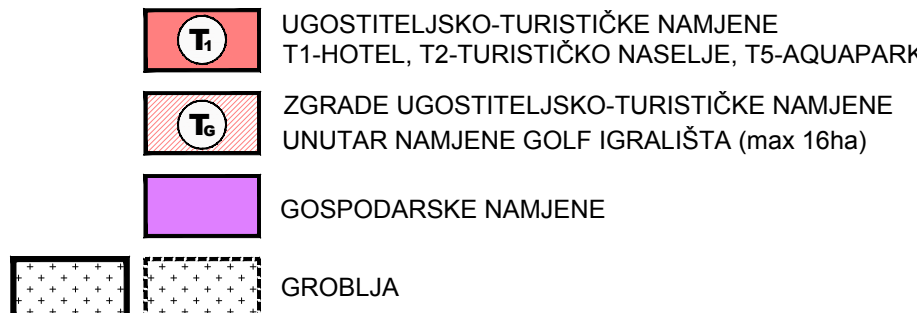 T1
UGOSTITELJSKO-TURISTIČKE NAMJENE
T1-HOTEL, T2-TURISTIČKO NASELJE, T5-AQUAPARK
TG
ZGRADE UGOSTITELJSKO-TURISTIČKE NAMJENE
UNUTAR NAMJENE GOLF IGRALIŠTA (max 16ha)
GOSPODARSKE NAMJENE
GROBLJA